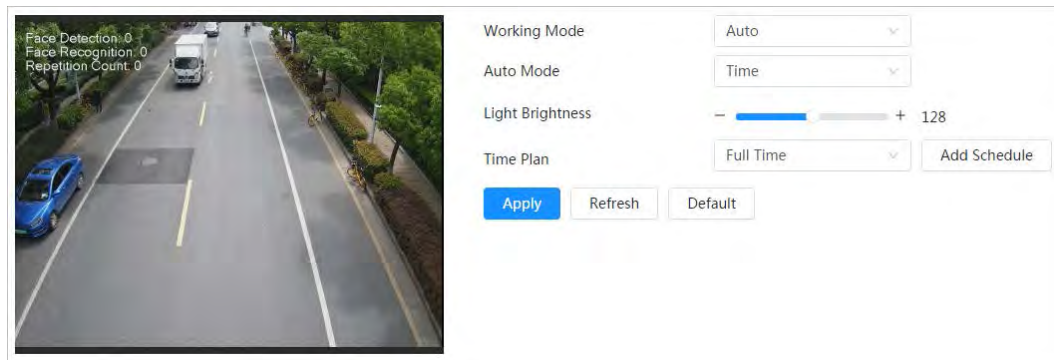 Face Detection: 0
Face Recognition: 0
Repetition Count: 0
Working Mode Auto
Auto Mode Time
Light Brightness - + 128
Time Plan Full Time Add Schedule
Apply Refresh Default